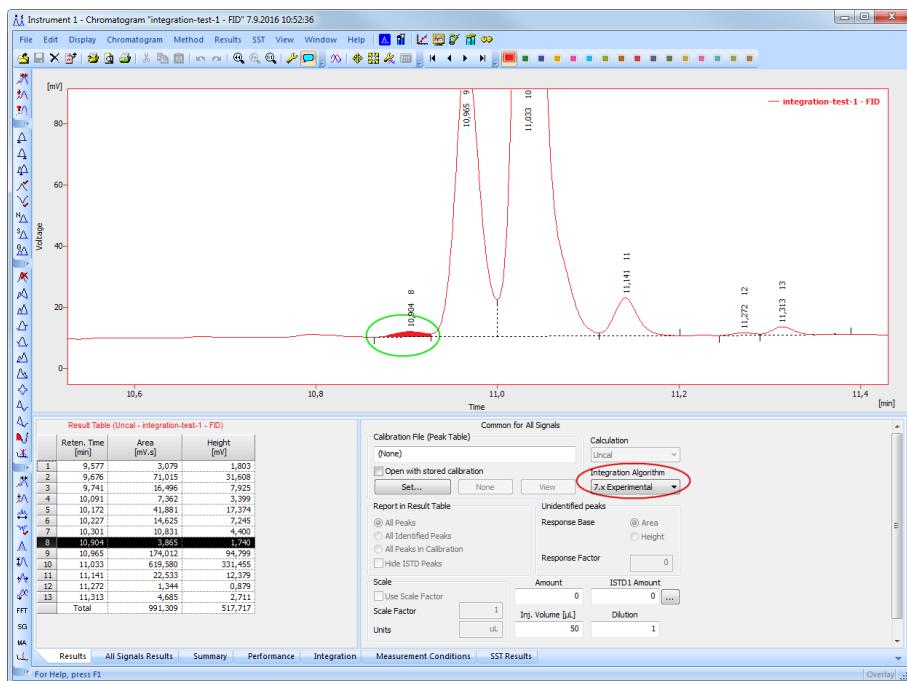 Instrument 1 - Chromatogram "integration-test-1 - FID" 7.9.2016 10:52:36
File Edit Display Chromatogram Method Results SST View Window Help
[mV]
integration-test-1 - FID
80
60
40
20
0
Voltage
10,904 8
10,965 9
11,033 10
11,141 11
11,272 12
11,313 13
10,6 10,8 11,0 11,2 11,4
Time
[min]
N
S
G
FFT
SG
MA
Result Table (Uncal - integration-test-1 - FID)
Reten. Time Area Height
[min] [mV.s] [mV]
1 9,577 3,079 1,803
2 9,676 71,015 31,608
3 9,741 16,496 7,925
4 10,091 7,362 3,399
5 10,172 41,881 17,374
6 10,227 14,625 7,245
7 10,301 10,831 4,400
8 10,904 3,865 1,740
9 10,965 174,012 94,799
10 11,033 619,580 331,455
11 11,141 22,533 12,379
12 11,272 1,344 0,879
13 11,313 4,685 2,711
Total 991,309 517,717
Common for All Signals
Calibration File (Peak Table)
(None)
Open with stored calibration
Set... None View
Calculation
Uncal
Integration Algorithm
7.x Experimental
Report in Result Table
All Peaks
All Identified Peaks
All Peaks in Calibration
Hide ISTD Peaks
Unidentified peaks
Response Base Area
Height
Response Factor 0
Scale
Use Scale Factor
Scale Factor 1
Units uL
Amount ISTD1 Amount
0 0 ...
Inj. Volume [µL] Dilution
50 1
Results All Signals Results Summary Performance Integration Measurement Conditions SST Results
For Help, press F1
Overlay